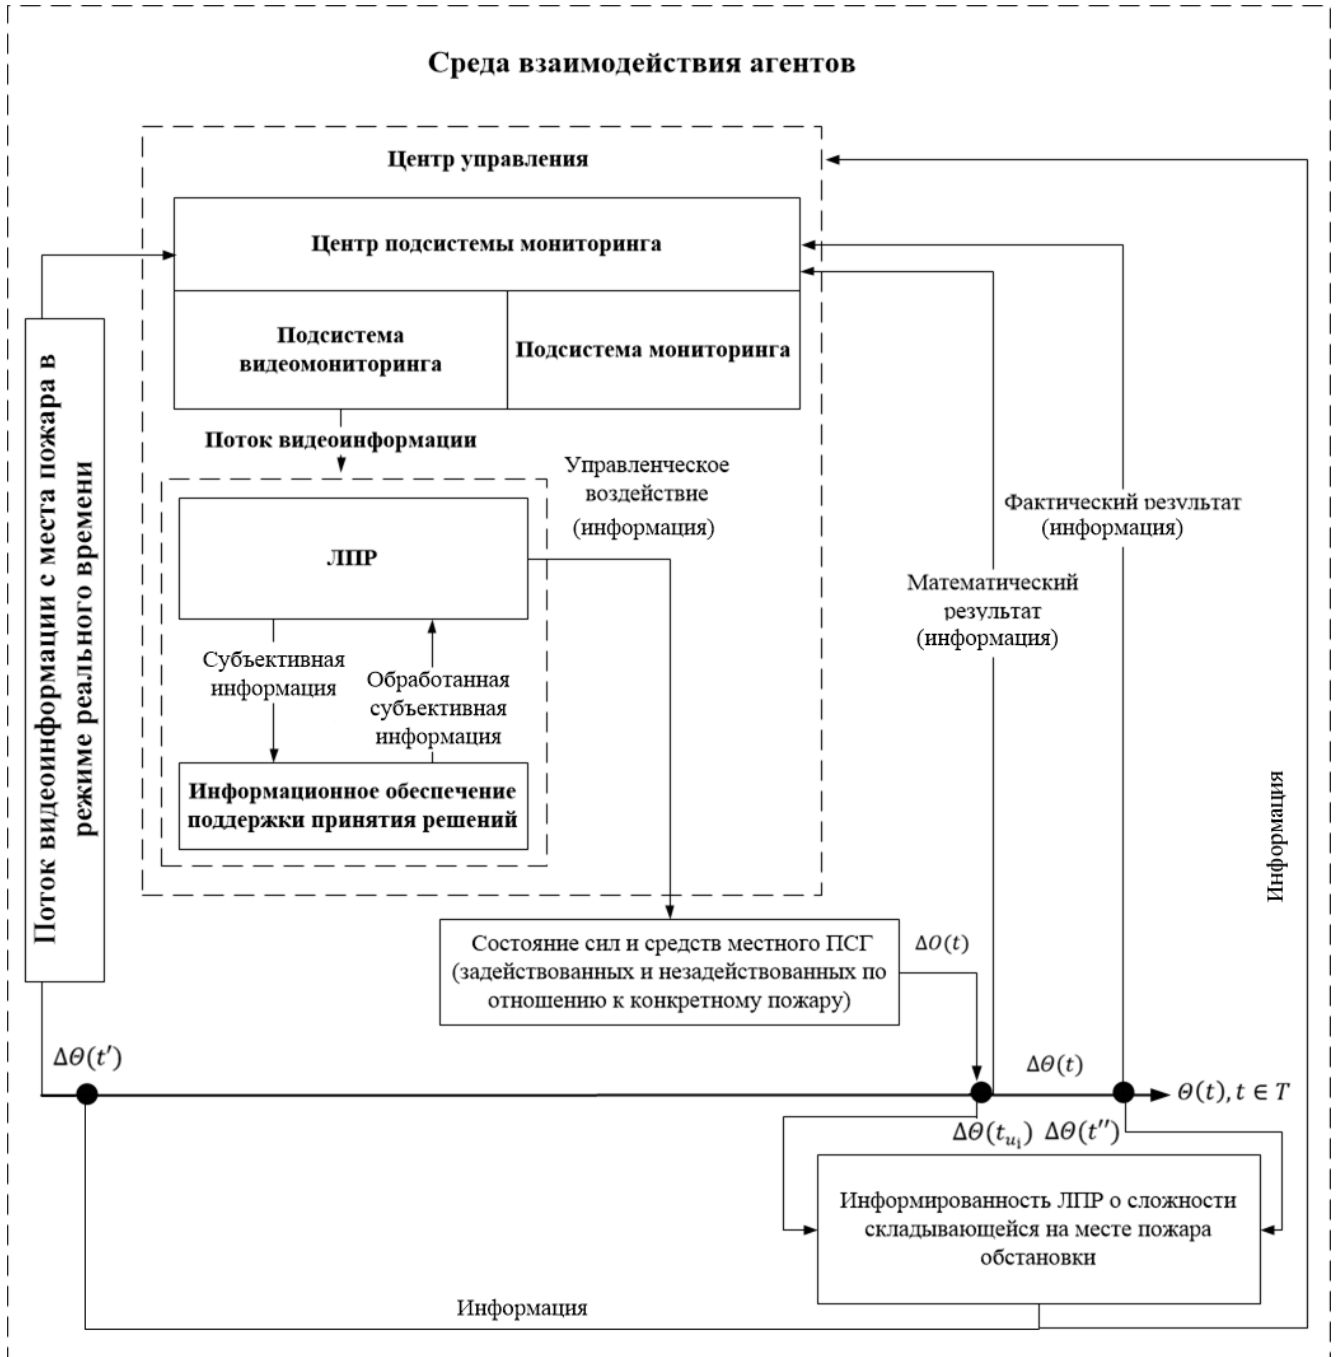 Среда взаимодействия агентов
Центр управления
Центр подсистемы мониторинга
Подсистема
видеомониторинга
Подсистема мониторинга
Поток видеоинформации с места пожара в
режиме реального времени
Поток видеоинформации
Управленческое
воздействие
(информация)
ЛПР
Фактический результат
(информация)
Математический
результат
(информация)
Субъективная
информация
Обработанная
субъективная
информация
Информационное обеспечение
поддержки принятия решений
Информация
Состояние сил и средств местного ПСГ
(задействованных и незадействованных по
отношению к конкретному пожару)
ΔO(t)
ΔΘ(t′)
ΔΘ(t)
Θ(t), t ∈ T
ΔΘ(t_{u_i}) ΔΘ(t″)
Информированность ЛПР о сложности
складывающейся на месте пожара
обстановки
Информация